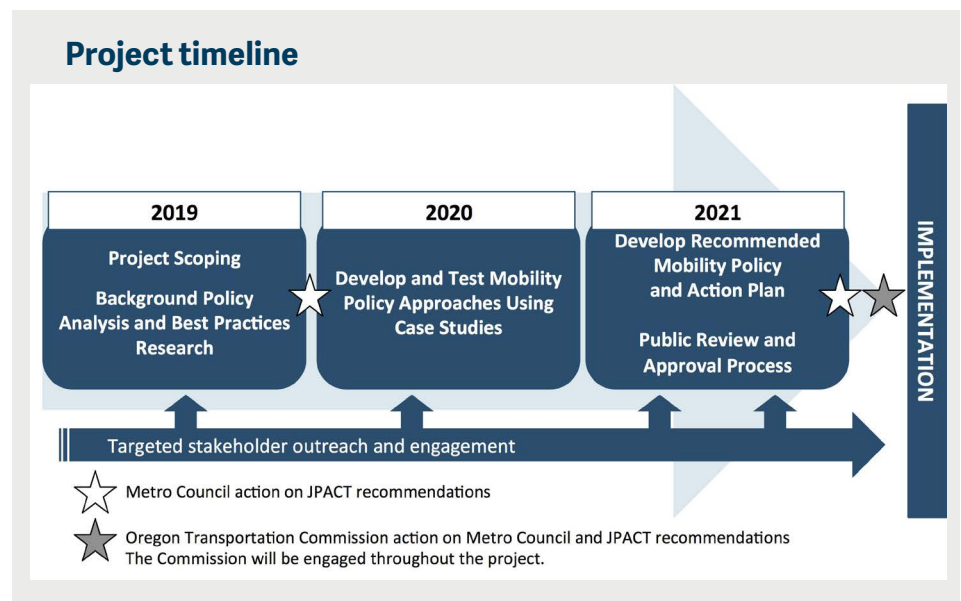 Project timeline
2019
Project Scoping
Background Policy
Analysis and Best Practices
Research
2020
Develop and Test Mobility
Policy Approaches Using
Case Studies
2021
Develop Recommended
Mobility Policy
and Action Plan
Public Review and
Approval Process
IMPLEMENTATION
Targeted stakeholder outreach and engagement
Metro Council action on JPACT recommendations
Oregon Transportation Commission action on Metro Council and JPACT recommendations
The Commission will be engaged throughout the project.